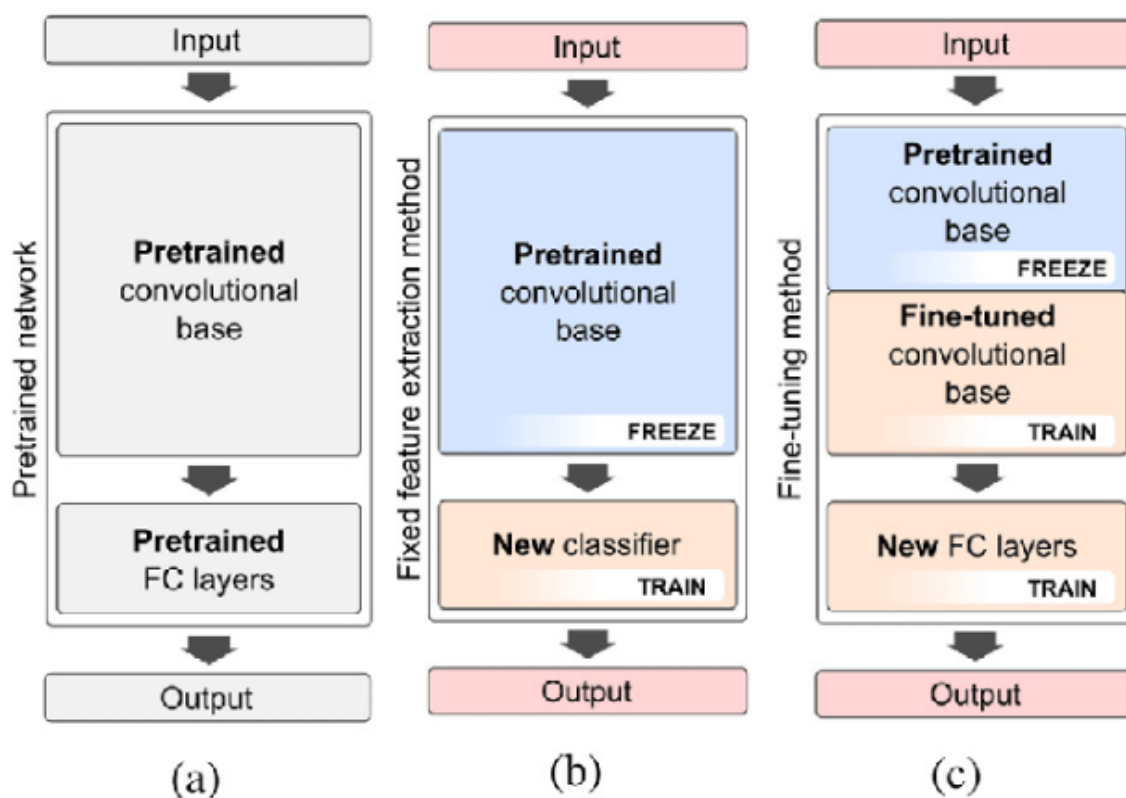 Input
Pretrained network
Pretrained
convolutional
base
Pretrained
FC layers
Output
(a)
Input
Fixed feature extraction method
Pretrained
convolutional
base
FREEZE
New classifier
TRAIN
Output
(b)
Input
Fine-tuning method
Pretrained
convolutional
base
FREEZE
Fine-tuned
convolutional
base
TRAIN
New FC layers
TRAIN
Output
(c)